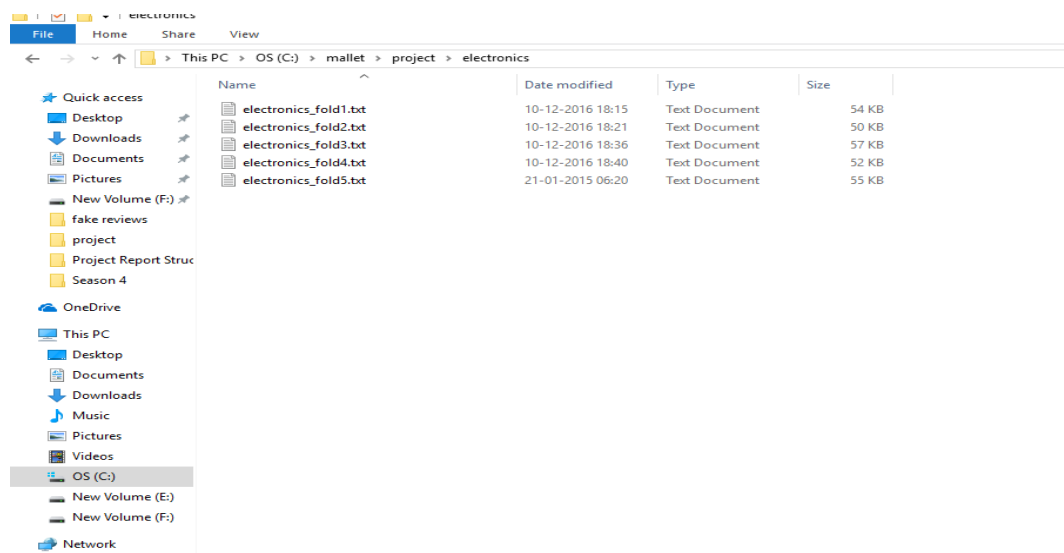 electronics
File Home Share View
This PC > OS (C:) > mallet > project > electronics
Name Date modified Type Size
electronics_fold1.txt 10-12-2016 18:15 Text Document 54 KB
electronics_fold2.txt 10-12-2016 18:21 Text Document 50 KB
electronics_fold3.txt 10-12-2016 18:36 Text Document 57 KB
electronics_fold4.txt 10-12-2016 18:40 Text Document 52 KB
electronics_fold5.txt 21-01-2015 06:20 Text Document 55 KB
Quick access
Desktop
Downloads
Documents
Pictures
New Volume (F:)
fake reviews
project
Project Report Struc
Season 4
OneDrive
This PC
Desktop
Documents
Downloads
Music
Pictures
Videos
OS (C:)
New Volume (E:)
New Volume (F:)
Network